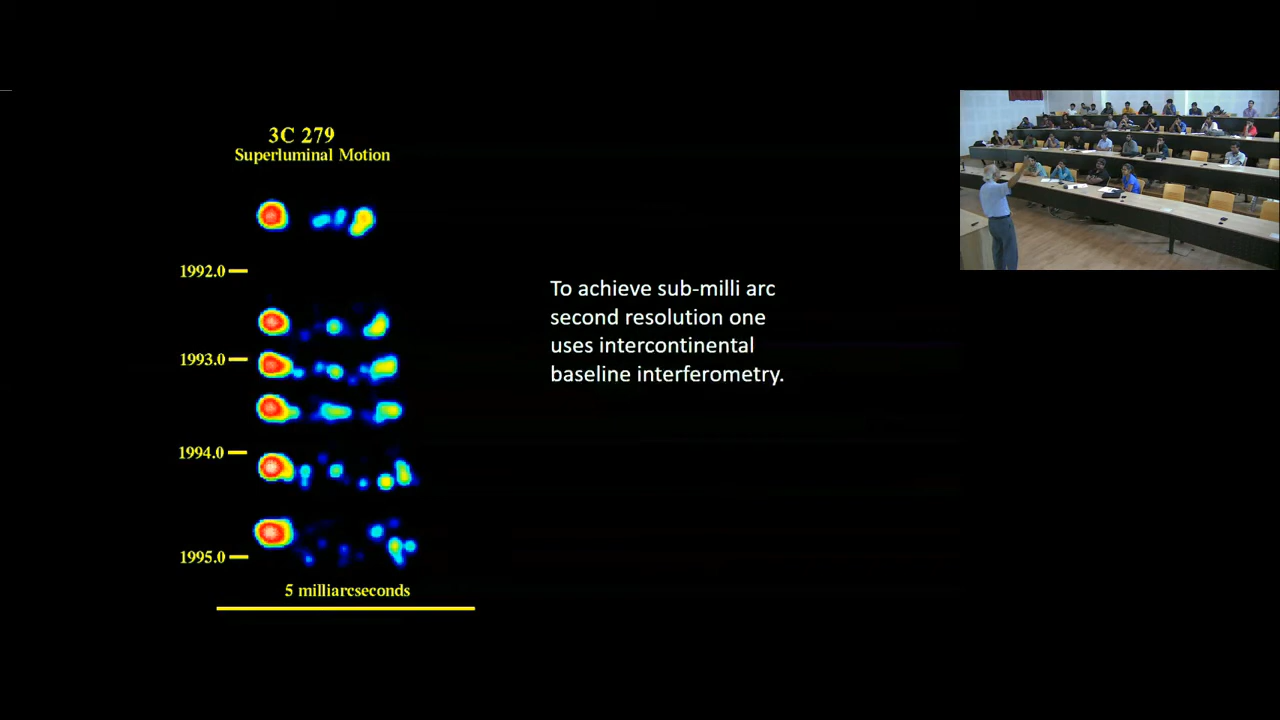 3C 279
Superluminal Motion
1992.0
1993.0
1994.0
1995.0
5 milliarcseconds
To achieve sub-milli arc
second resolution one
uses intercontinental
baseline interferometry.